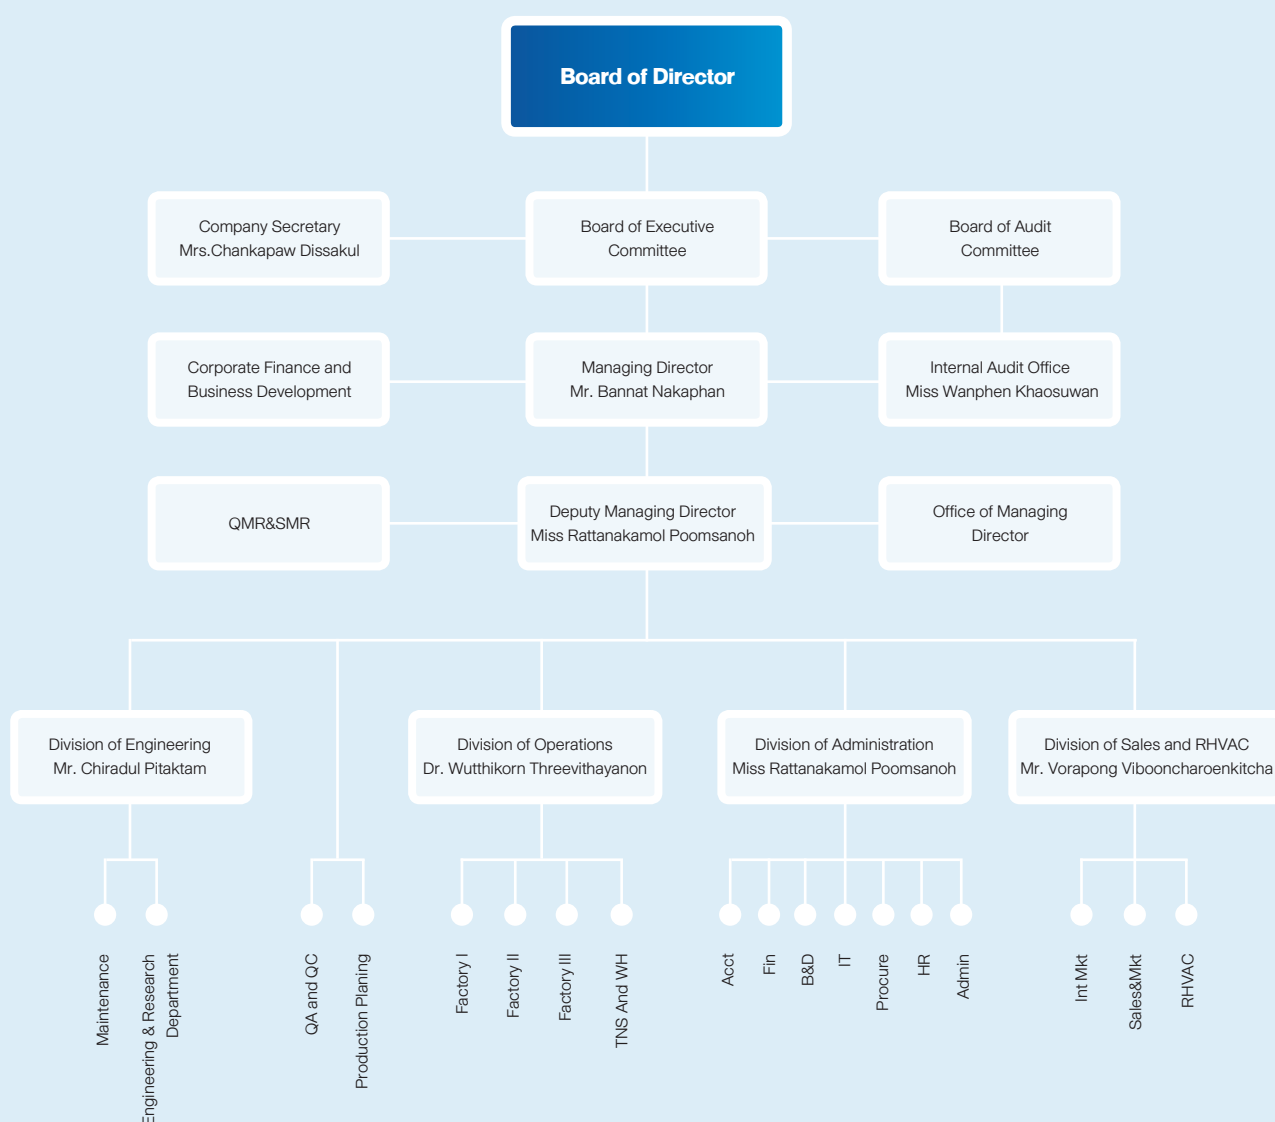 Board of Director
Company Secretary
Mrs.Chankapaw Dissakul
Board of Executive
Committee
Board of Audit
Committee
Corporate Finance and
Business Development
Managing Director
Mr. Bannat Nakaphan
Internal Audit Office
Miss Wanphen Khaosuwan
QMR&SMR
Deputy Managing Director
Miss Rattanakamol Poomsanoh
Office of Managing
Director
Division of Engineering
Mr. Chiradul Pitaktam
Division of Operations
Dr. Wutthikorn Threevithayanon
Division of Administration
Miss Rattanakamol Poomsanoh
Division of Sales and RHVAC
Mr. Vorapong Vibooncharoenkitcha
Maintenance
Engineering & Research
Department
QA and QC
Production Planing
Factory I
Factory II
Factory III
TNS And WH
Acct
Fin
B&D
IT
Procure
HR
Admin
Int Mkt
Sales&Mkt
RHVAC